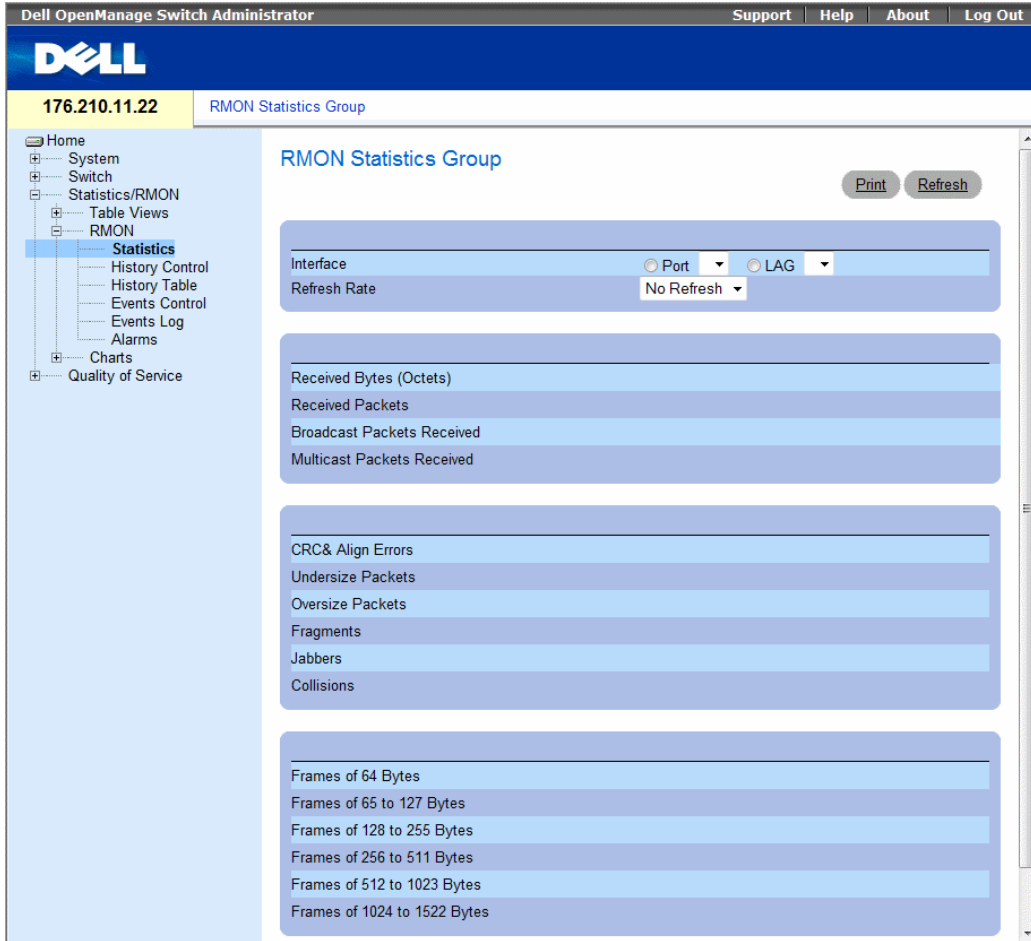 Dell OpenManage Switch Administrator
Support Help About Log Out
DELL
176.210.11.22
RMON Statistics Group
Home
System
Switch
Statistics/RMON
Table Views
RMON
Statistics
History Control
History Table
Events Control
Events Log
Alarms
Charts
Quality of Service
RMON Statistics Group
Print Refresh
Interface Port LAG
Refresh Rate No Refresh
Received Bytes (Octets)
Received Packets
Broadcast Packets Received
Multicast Packets Received
CRC& Align Errors
Undersize Packets
Oversize Packets
Fragments
Jabbers
Collisions
Frames of 64 Bytes
Frames of 65 to 127 Bytes
Frames of 128 to 255 Bytes
Frames of 256 to 511 Bytes
Frames of 512 to 1023 Bytes
Frames of 1024 to 1522 Bytes